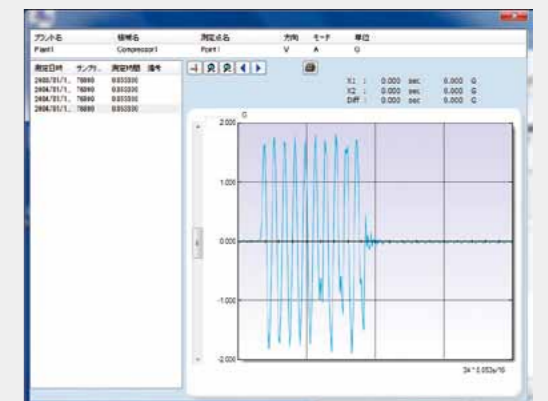 プラント名 機械名 測定点名 方向 モード 単位
Plant1 Compressor1 Point1 V A G
測定日時 サンプリ.. 測定時間 備考
X1 : 0.000 sec 0.000 G
X2 : 0.000 sec 0.000 G
Diff : 0.000 sec 0.000 G
G
2.000
1.000
0.000
-1.000
-2.000